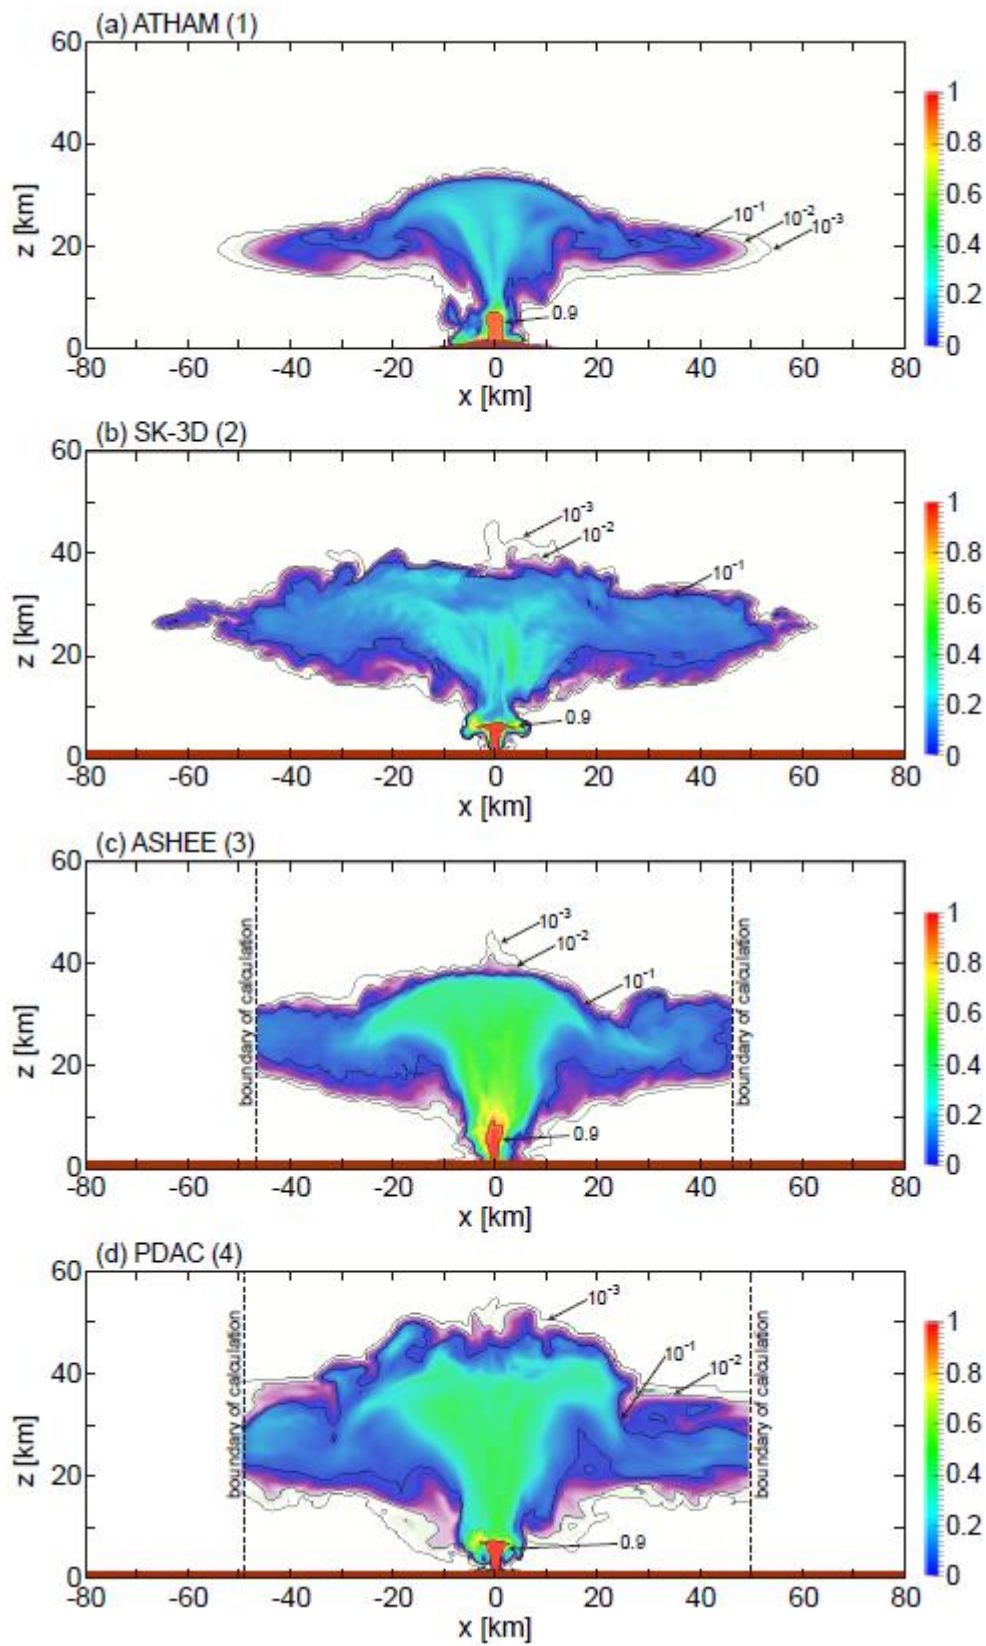 (a) ATHAM (1)
60
40
20
0
z [km]
10⁻¹
10⁻²
10⁻³
0.9
-80 -60 -40 -20 0 20 40 60 80
x [km]
1
0.8
0.6
0.4
0.2
0
(b) SK-3D (2)
60
40
20
0
z [km]
10⁻³
10⁻²
10⁻¹
0.9
-80 -60 -40 -20 0 20 40 60 80
x [km]
1
0.8
0.6
0.4
0.2
0
(c) ASHEE (3)
60
40
20
0
z [km]
boundary of calculation
10⁻³
10⁻²
10⁻¹
0.9
boundary of calculation
-80 -60 -40 -20 0 20 40 60 80
x [km]
1
0.8
0.6
0.4
0.2
0
(d) PDAC (4)
60
40
20
0
z [km]
boundary of calculation
10⁻³
10⁻¹
10⁻²
0.9
boundary of calculation
-80 -60 -40 -20 0 20 40 60 80
x [km]
1
0.8
0.6
0.4
0.2
0